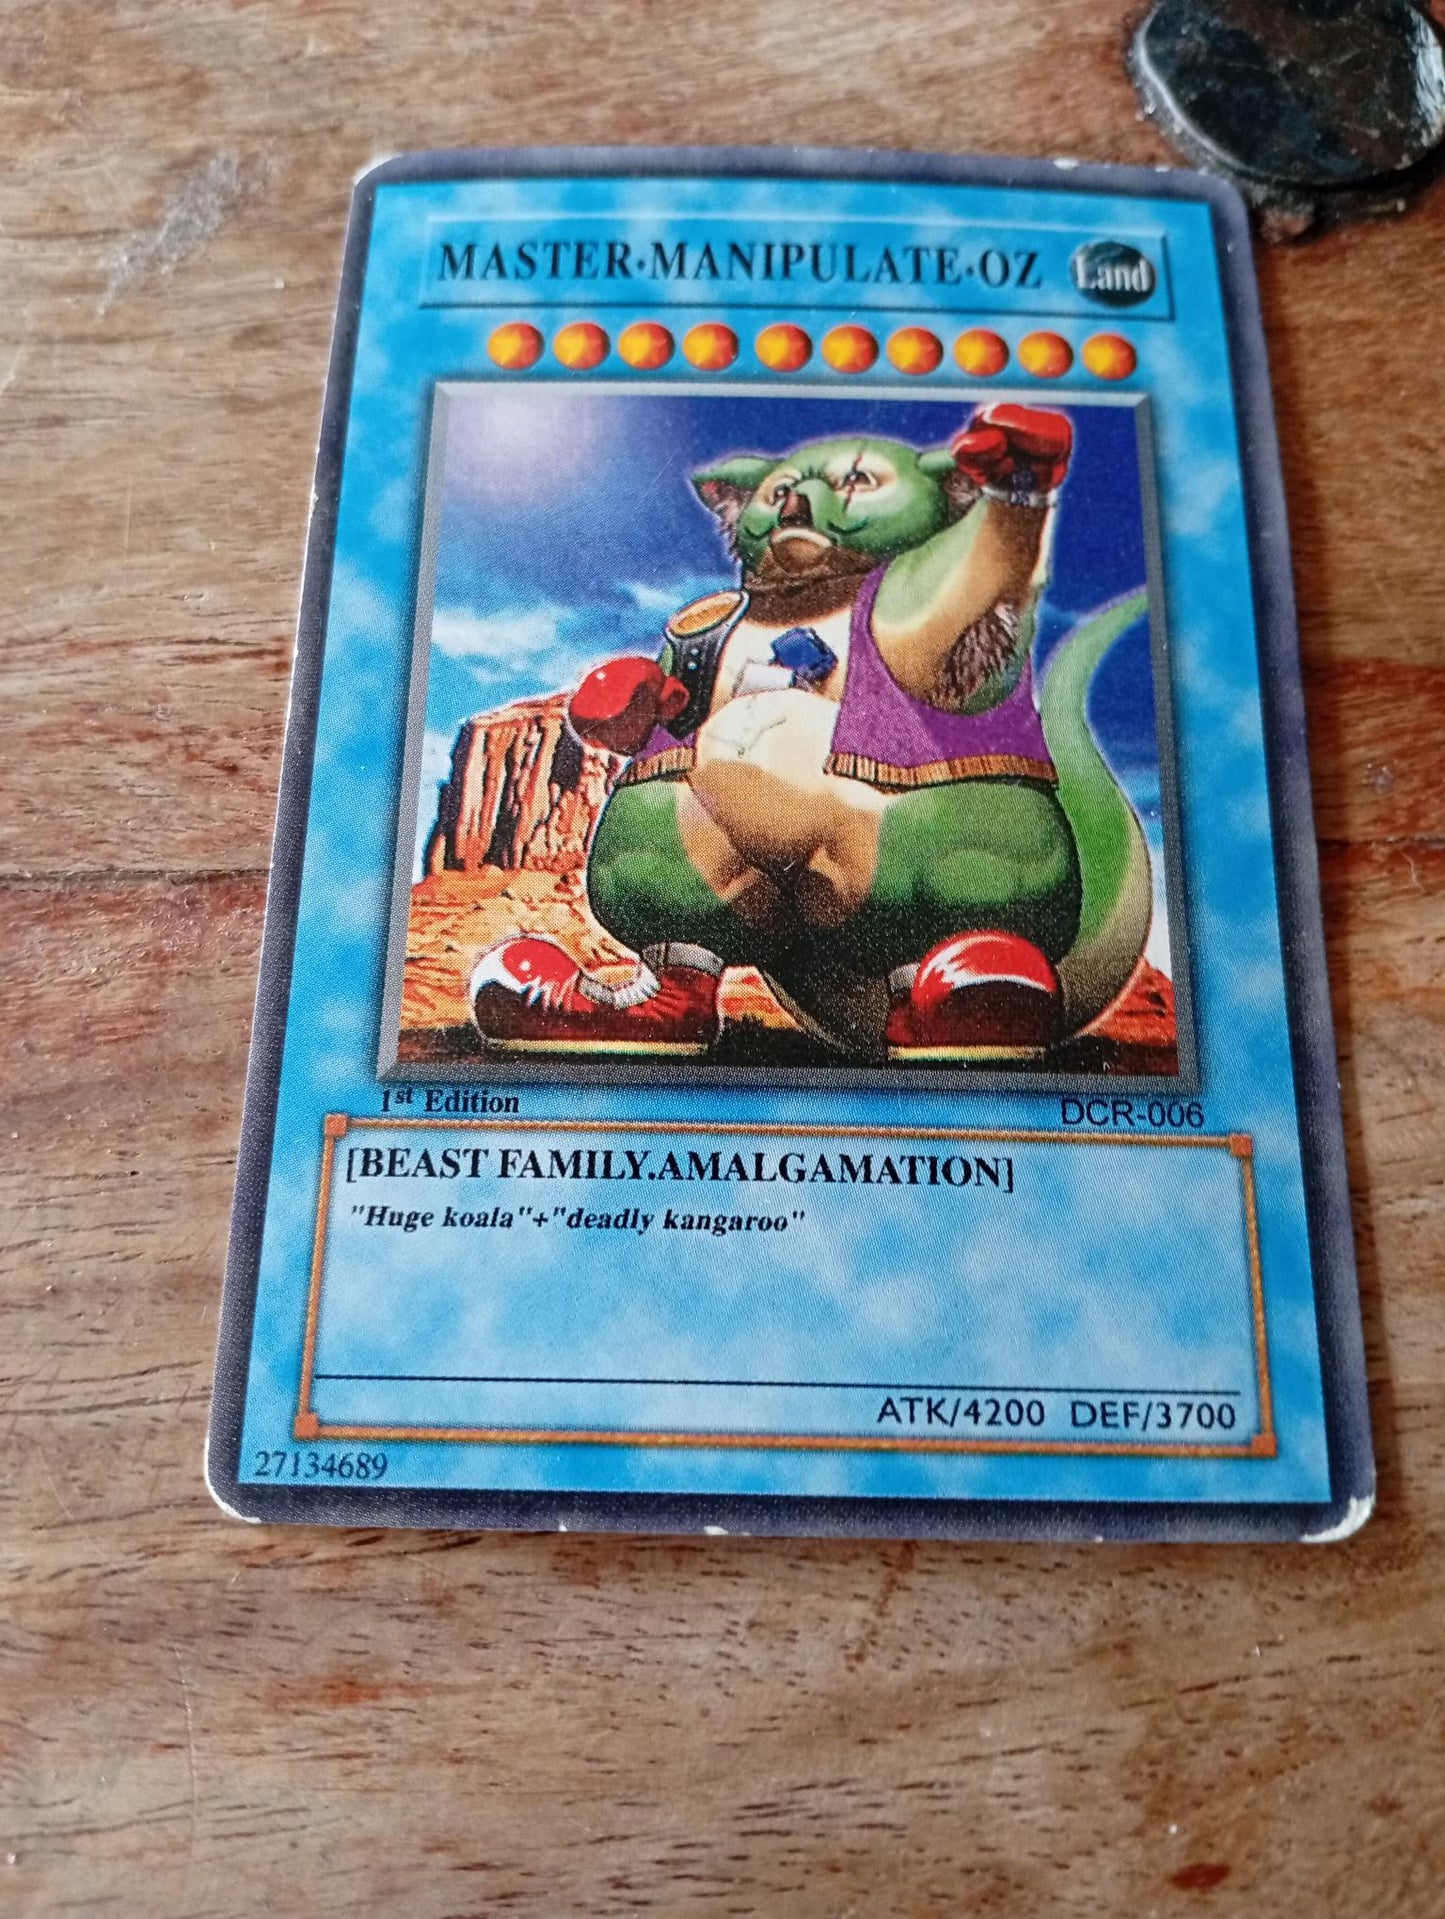 MASTER·MANIPULATE·OZ Land
1st Edition DCR-006
[BEAST FAMILY.AMALGAMATION]
"Huge koala"+"deadly kangaroo"
ATK/4200 DEF/3700
27134689